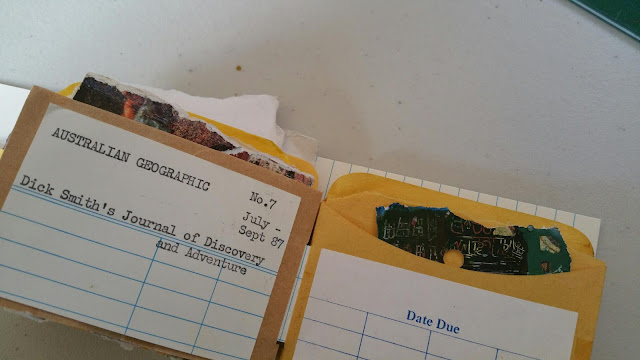 AUSTRALIAN GEOGRAPHIC
No.7
July -
Sept 87
Dick Smith's Journal of Discovery
and Adventure
Date Due